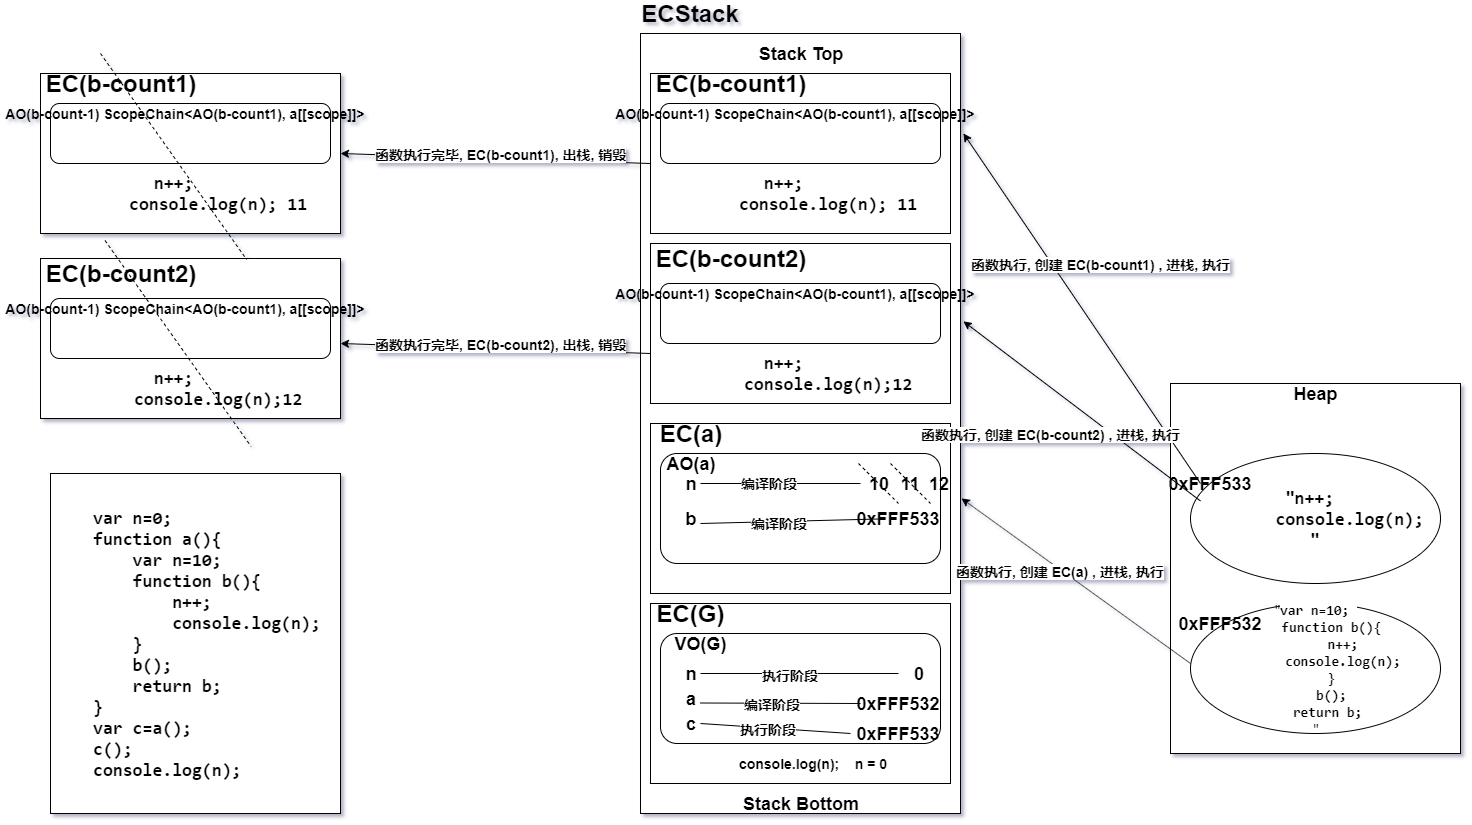 ECStack
Stack Top
EC(b-count1)
AO(b-count-1) ScopeChain<AO(b-count1), a[[scope]]>
n++;
console.log(n); 11
函数执行完毕, EC(b-count1), 出栈, 销毁
EC(b-count1)
AO(b-count-1) ScopeChain<AO(b-count1), a[[scope]]>
n++;
console.log(n); 11
函数执行, 创建 EC(b-count1) , 进栈, 执行
EC(b-count2)
AO(b-count-1) ScopeChain<AO(b-count1), a[[scope]]>
n++;
console.log(n);12
函数执行完毕, EC(b-count2), 出栈, 销毁
EC(b-count2)
AO(b-count-1) ScopeChain<AO(b-count1), a[[scope]]>
n++;
console.log(n);12
函数执行, 创建 EC(b-count2) , 进栈, 执行
EC(a)
AO(a)
n 编译阶段 10 11 12
b 编译阶段 0xFFF533
函数执行, 创建 EC(a) , 进栈, 执行
EC(G)
VO(G)
n 执行阶段 0
a 编译阶段 0xFFF532
c 执行阶段 0xFFF533
console.log(n); n = 0
Stack Bottom
Heap
0xFFF533
"n++;
console.log(n);
"
0xFFF532
"var n=10;
function b(){
n++;
console.log(n);
}
b();
return b;
"
var n=0;
function a(){
var n=10;
function b(){
n++;
console.log(n);
}
b();
return b;
}
var c=a();
c();
console.log(n);